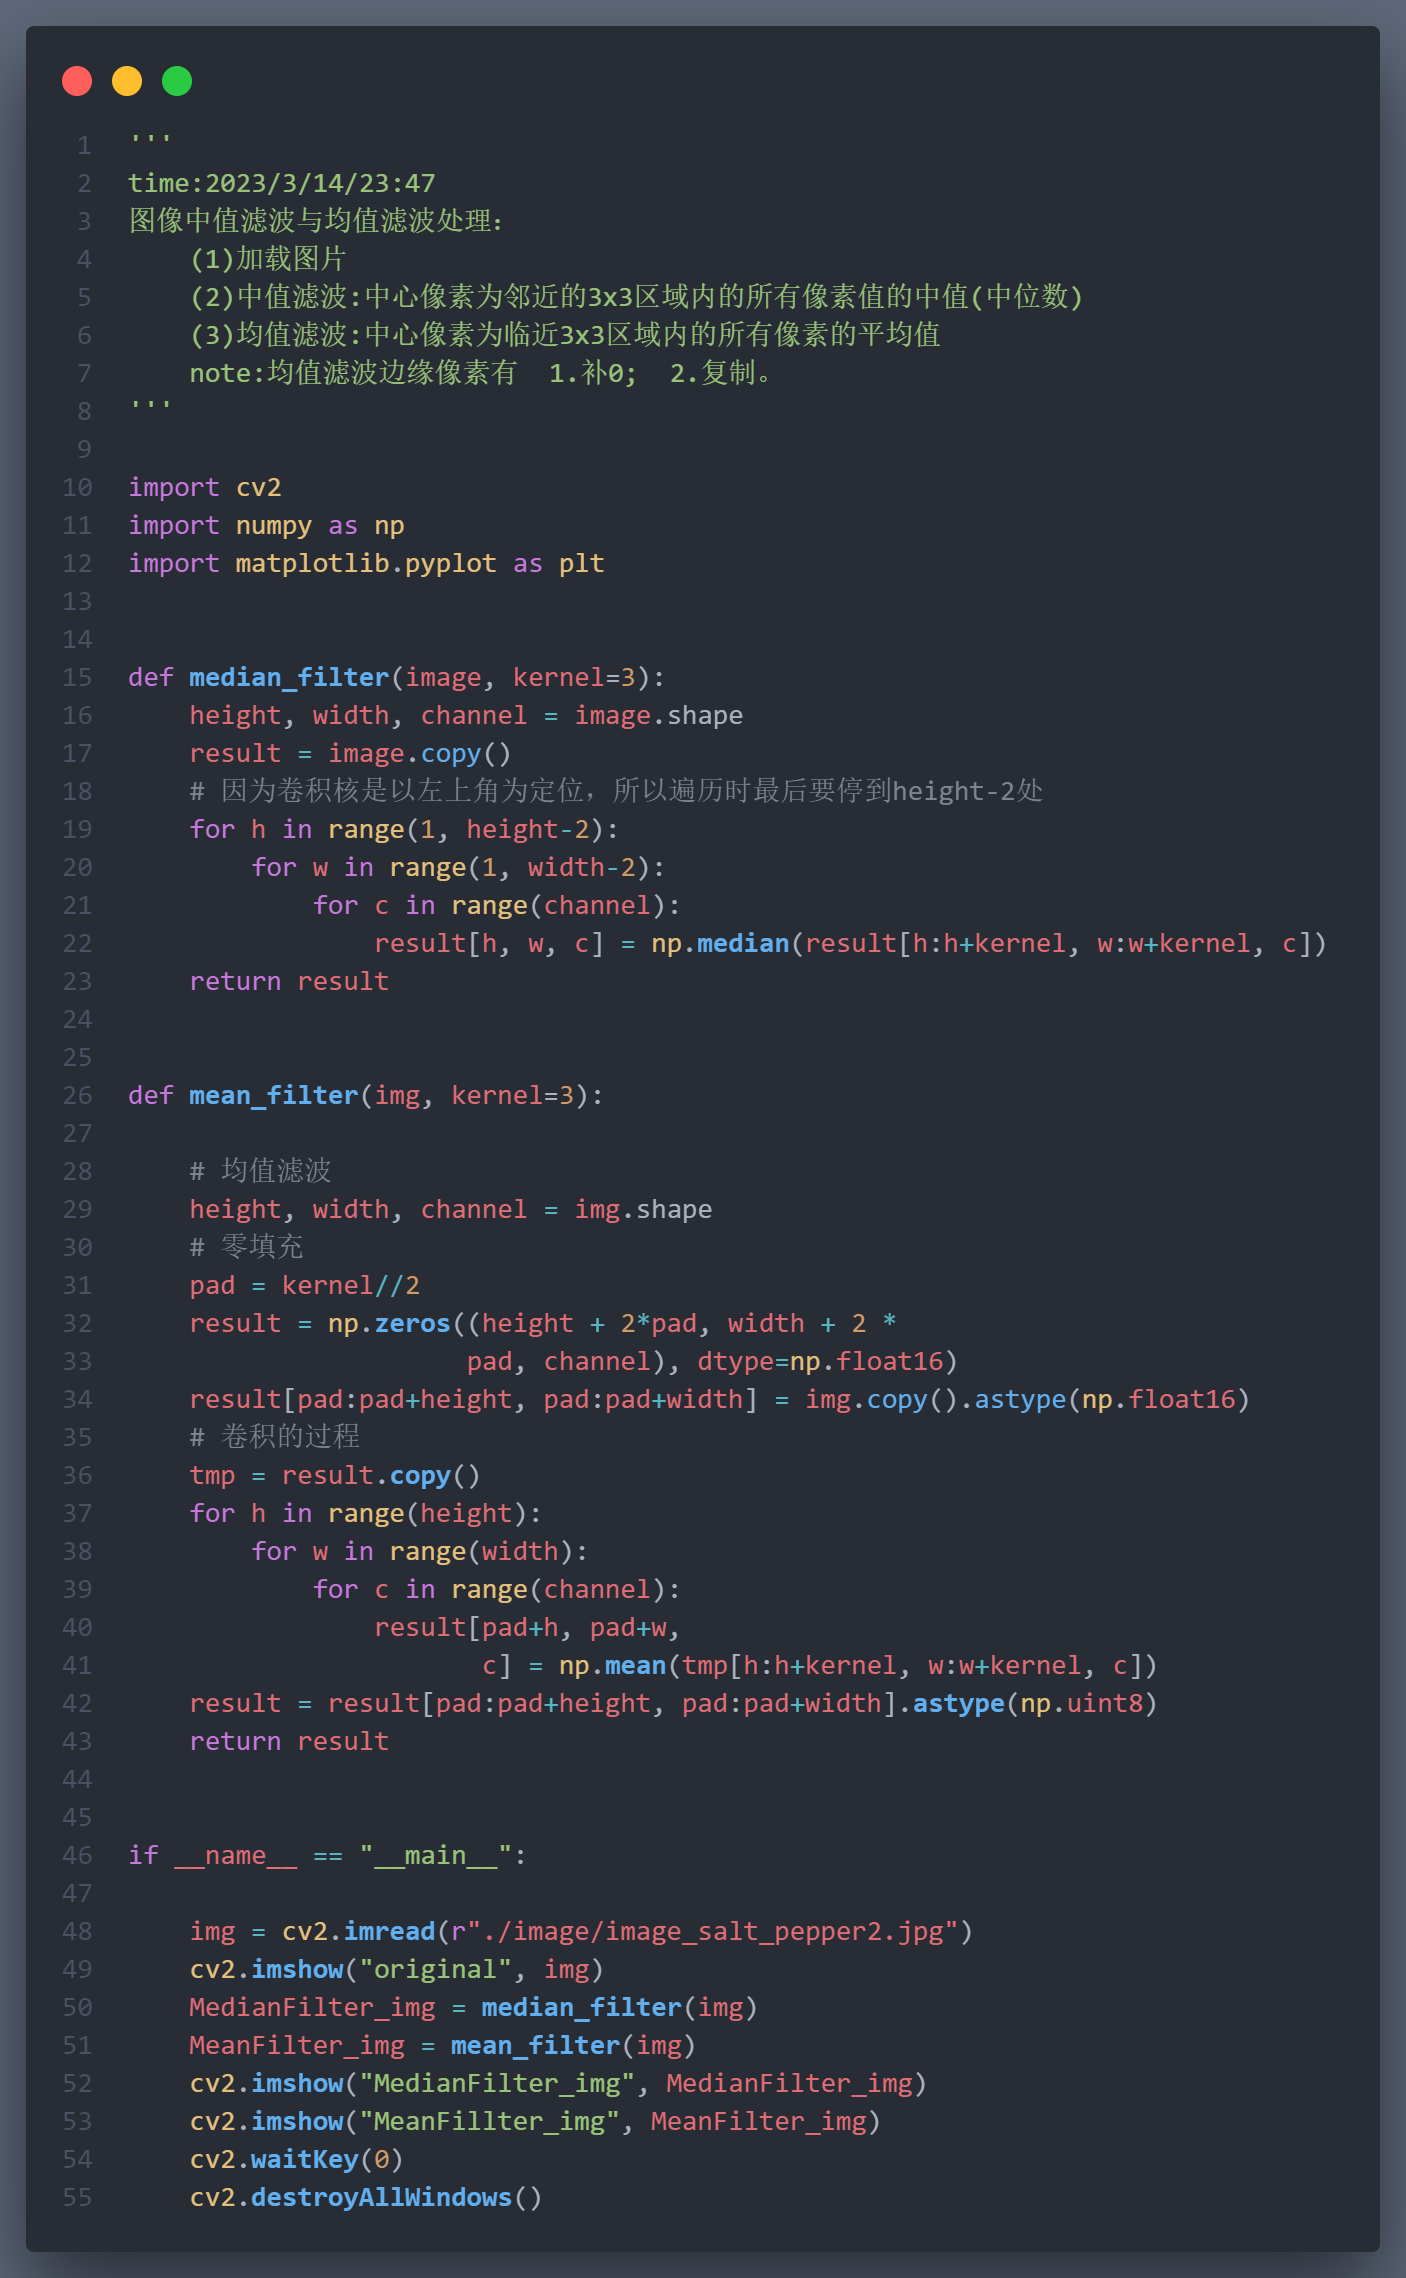 1 '''
2 time:2023/3/14/23:47
3 图像中值滤波与均值滤波处理：
4     (1)加载图片
5     (2)中值滤波:中心像素为邻近的3x3区域内的所有像素值的中值(中位数)
6     (3)均值滤波:中心像素为临近3x3区域内的所有像素的平均值
7     note:均值滤波边缘像素有  1.补0;  2.复制。
8 '''
9
10 import cv2
11 import numpy as np
12 import matplotlib.pyplot as plt
13
14
15 def median_filter(image, kernel=3):
16     height, width, channel = image.shape
17     result = image.copy()
18     # 因为卷积核是以左上角为定位，所以遍历时最后要停到height-2处
19     for h in range(1, height-2):
20         for w in range(1, width-2):
21             for c in range(channel):
22                 result[h, w, c] = np.median(result[h:h+kernel, w:w+kernel, c])
23     return result
24
25
26 def mean_filter(img, kernel=3):
27
28     # 均值滤波
29     height, width, channel = img.shape
30     # 零填充
31     pad = kernel//2
32     result = np.zeros((height + 2*pad, width + 2 *
33                       pad, channel), dtype=np.float16)
34     result[pad:pad+height, pad:pad+width] = img.copy().astype(np.float16)
35     # 卷积的过程
36     tmp = result.copy()
37     for h in range(height):
38         for w in range(width):
39             for c in range(channel):
40                 result[pad+h, pad+w,
41                        c] = np.mean(tmp[h:h+kernel, w:w+kernel, c])
42     result = result[pad:pad+height, pad:pad+width].astype(np.uint8)
43     return result
44
45
46 if __name__ == "__main__":
47
48     img = cv2.imread(r"./image/image_salt_pepper2.jpg")
49     cv2.imshow("original", img)
50     MedianFilter_img = median_filter(img)
51     MeanFilter_img = mean_filter(img)
52     cv2.imshow("MedianFilter_img", MedianFilter_img)
53     cv2.imshow("MeanFillter_img", MeanFilter_img)
54     cv2.waitKey(0)
55     cv2.destroyAllWindows()